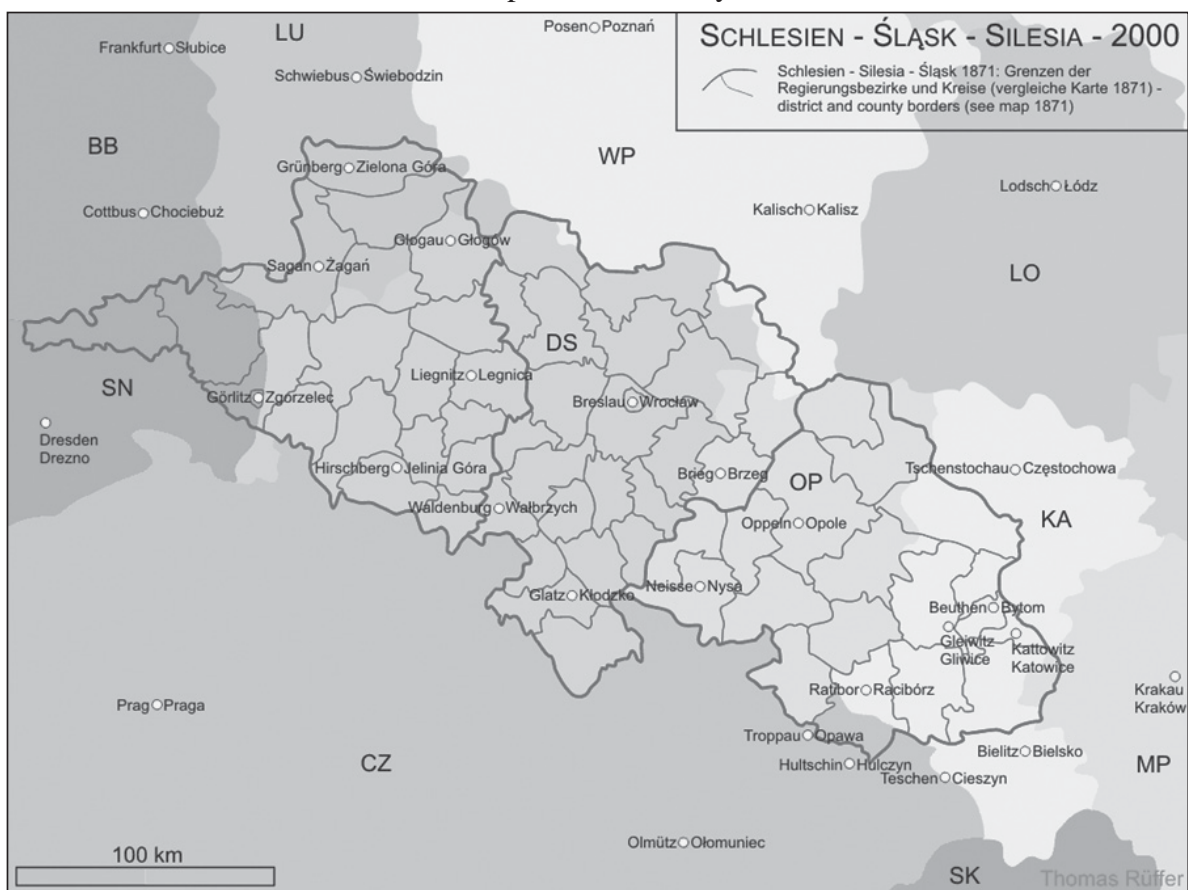 SCHLESIEN - ŚLĄSK - SILESIA - 2000
Schlesien - Silesia - Śląsk 1871: Grenzen der
Regierungsbezirke und Kreise (vergleiche Karte 1871) -
district and county borders (see map 1871)
Posen Poznań
LU
Frankfurt Słubice
Schwiebus Świebodzin
BB
WP
Grünberg Zielona Góra
Lodsch Łódź
Cottbus Chociebuż
Kalisch Kalisz
Glogau Głogów
Sagan Żagań
LO
DS
Liegnitz Legnica
SN
Görlitz Zgorzelec
Breslau Wrocław
Dresden
Drezno
Hirschberg Jelinia Góra
Brieg Brzeg
Tschenstochau Częstochowa
OP
Waldenburg Wałbrzych
Oppeln Opole
KA
Glatz Kłodzko
Neisse Nysa
Beuthen Bytom
Gleiwitz
Gliwice
Kattowitz
Katowice
Ratibor Racibórz
Krakau
Kraków
Prag Praga
Troppau Opawa
CZ
Hultschin Hulczyn
Bielitz Bielsko
MP
Teschen Cieszyn
Olmütz Ołomuniec
100 km
SK
Thomas Rüffer